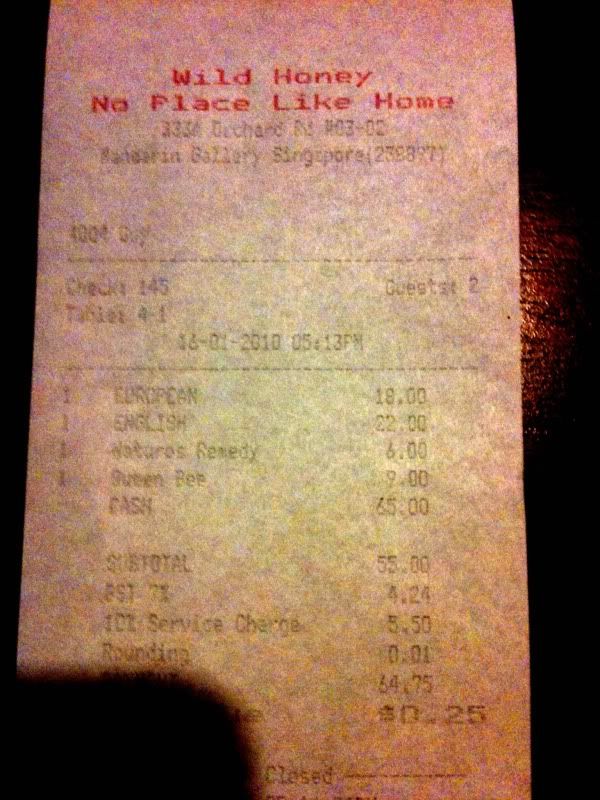 Wild Honey
No Place Like Home
333A Orchard Rd #03-02
Mandarin Gallery Singapore(238897)
4004 Guy
Check: 145 Guests: 2
Table: 4-1
16-01-2010 05:13PM
1 EUROPEAN 18.00
1 ENGLISH 22.00
1 Natures Remedy 6.00
1 Queen Bee 9.00
CASH 65.00
SUBTOTAL 55.00
GST 7% 4.24
10% Service Charge 5.50
Rounding 0.01
64.75
$0.25
Closed